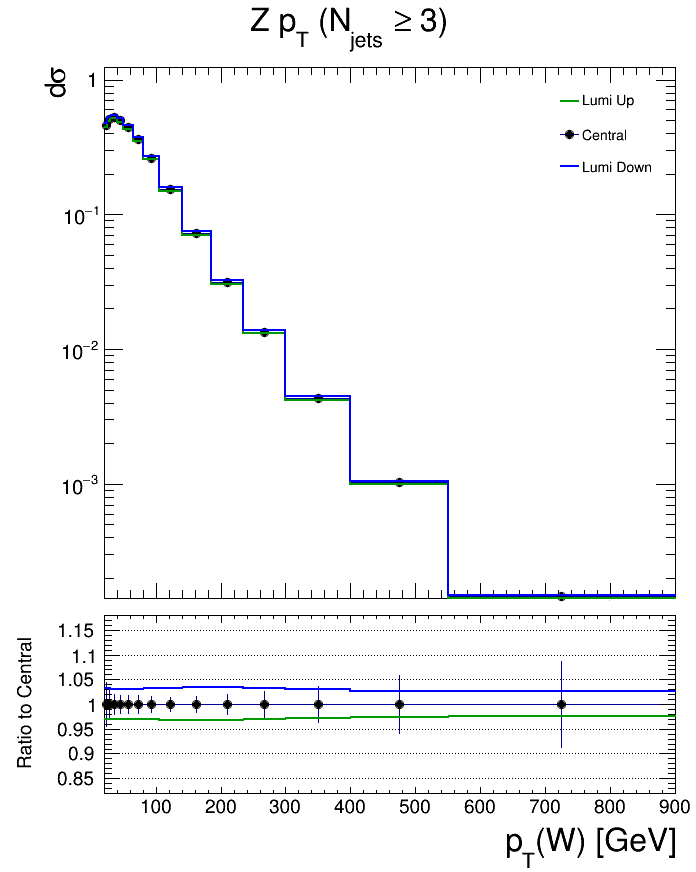 Z p_T (N_jets ≥ 3)
dσ
1
10^−1
10^−2
10^−3
Lumi Up
Central
Lumi Down
Ratio to Central
1.15
1.1
1.05
1
0.95
0.9
0.85
100 200 300 400 500 600 700 800 900
p_T(W) [GeV]